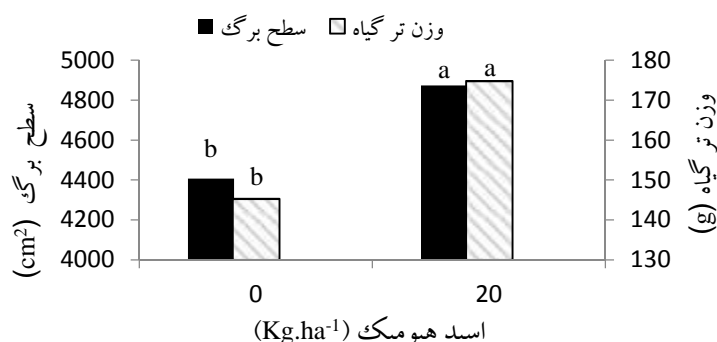 سطح برگ وزن تر گیاه
5000
4800
4600
4400
4200
4000
سطح برگ (cm²)
180
170
160
150
140
130
وزن تر گیاه (g)
b
b
a
a
0
20
اسید هیومیک (Kg.ha⁻¹)